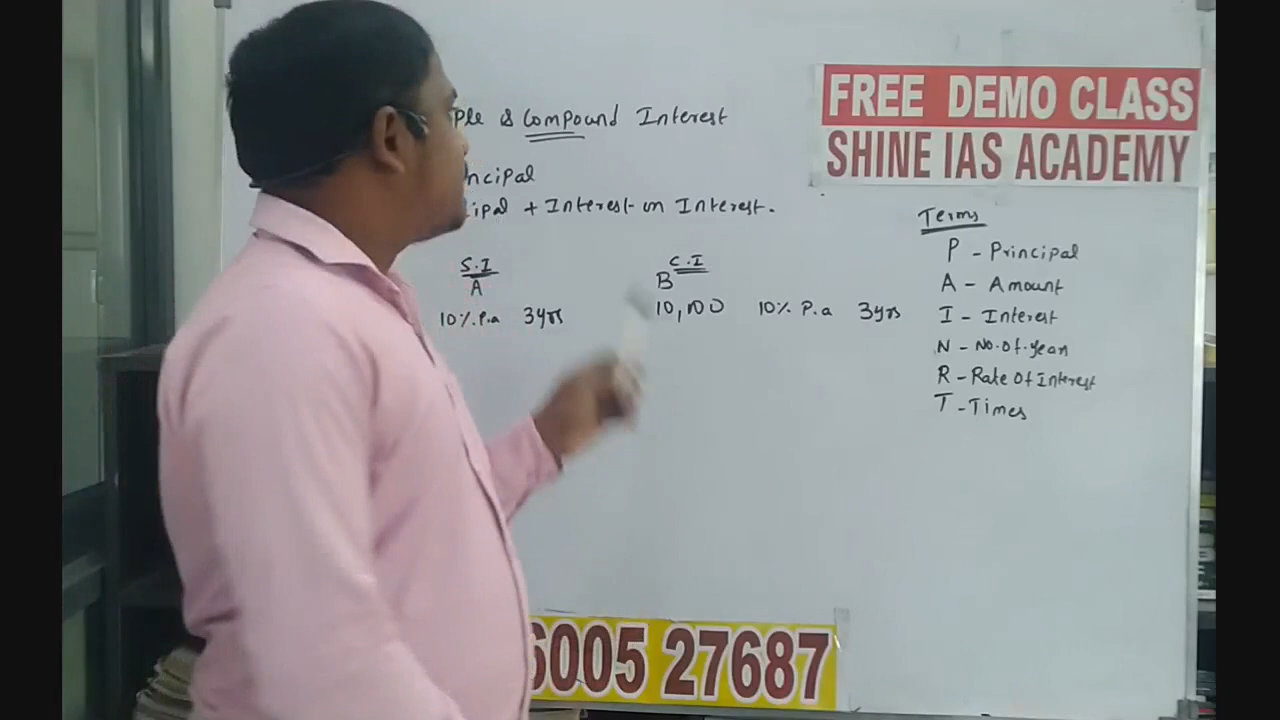 ple & Compound Interest
ncipal
ipal + Interest on Interest.
S.I
A
10%. P.a 3yrs
C.I
B
10,000 10%. P.a 3yrs
FREE DEMO CLASS
SHINE IAS ACADEMY
Terms
P - Principal
A - Amount
I - Interest
N - No.of.years
R - Rate Of Interest
T - Times
6005 27687